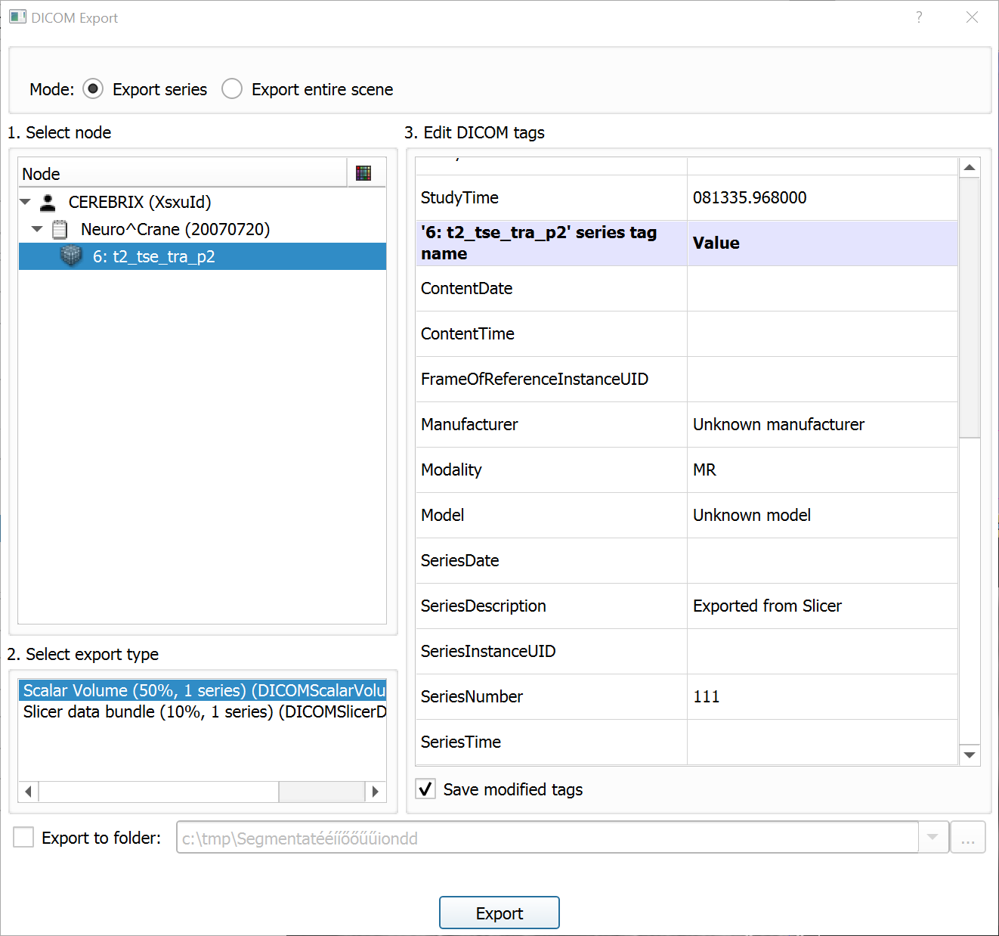 DICOM Export
?
Mode: Export series Export entire scene
1. Select node
Node
CEREBRIX (XsxuId)
Neuro^Crane (20070720)
6: t2_tse_tra_p2
2. Select export type
Scalar Volume (50%, 1 series) (DICOMScalarVolu
Slicer data bundle (10%, 1 series) (DICOMSlicerD
3. Edit DICOM tags
StudyTime 081335.968000
'6: t2_tse_tra_p2' series tag
name
Value
ContentDate
ContentTime
FrameOfReferenceInstanceUID
Manufacturer Unknown manufacturer
Modality MR
Model Unknown model
SeriesDate
SeriesDescription Exported from Slicer
SeriesInstanceUID
SeriesNumber 111
SeriesTime
Save modified tags
Export to folder: c:\tmp\Segmentatééííőőűűiondd ...
Export